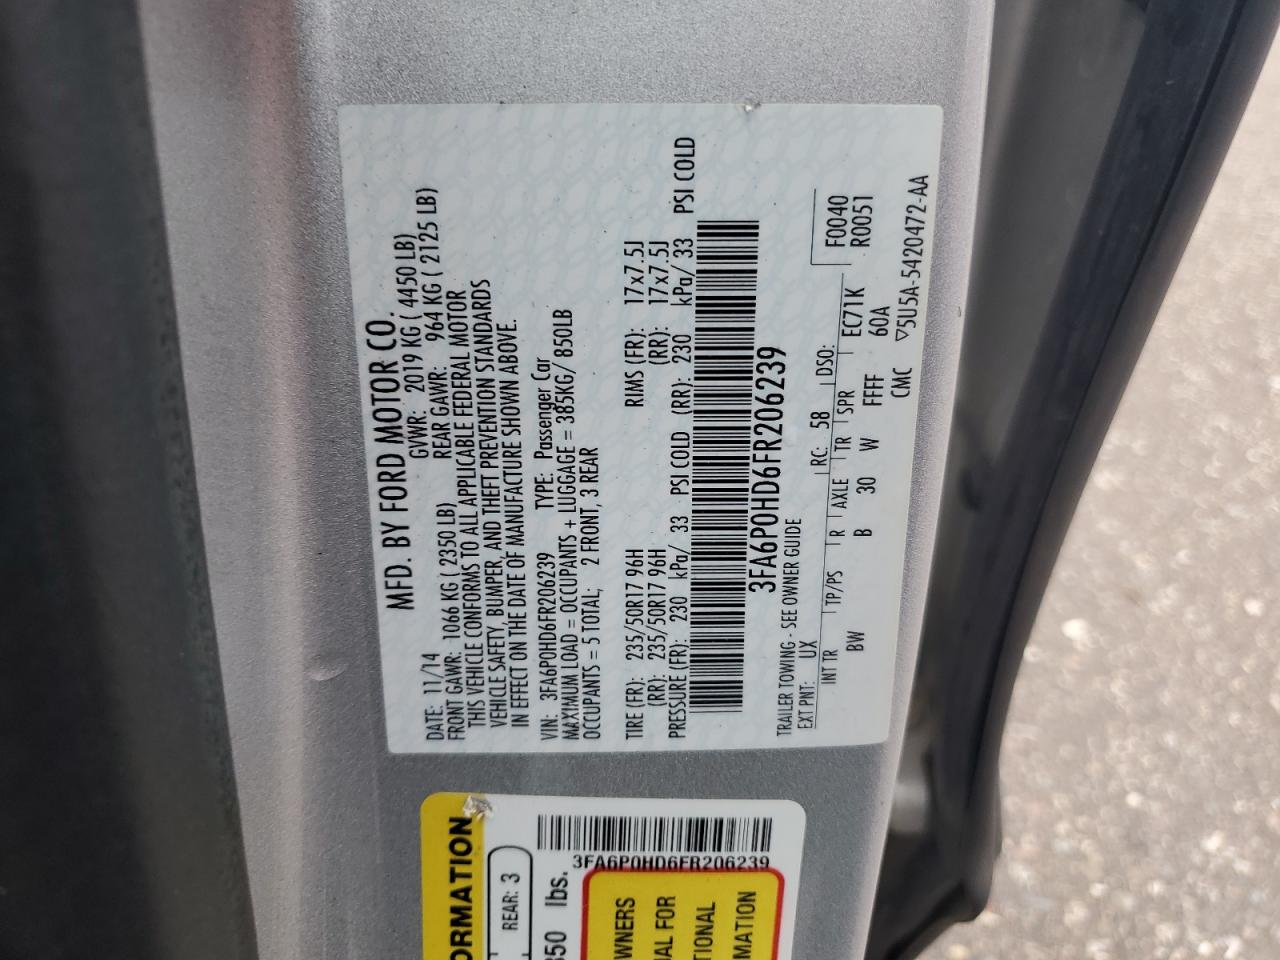 MFD. BY FORD MOTOR CO.
DATE: 11/14 GVWR: 2019 KG ( 4450 LB)
FRONT GAWR: 1066 KG ( 2350 LB) REAR GAWR: 964 KG ( 2125 LB)
THIS VEHICLE CONFORMS TO ALL APPLICABLE FEDERAL MOTOR
VEHICLE SAFETY, BUMPER, AND THEFT PREVENTION STANDARDS
IN EFFECT ON THE DATE OF MANUFACTURE SHOWN ABOVE.
VIN: 3FA6P0HD6FR206239 TYPE: Passenger Car
MAXIMUM LOAD = OCCUPANTS + LUGGAGE = 385KG/ 850LB
OCCUPANTS = 5 TOTAL; 2 FRONT, 3 REAR
TIRE (FR): 235/50R17 96H RIMS (FR): 17x7.5J
(RR): 235/50R17 96H (RR): 17x7.5J
PRESSURE (FR): 230 kPa/ 33 PSI COLD (RR): 230 kPa/ 33 PSI COLD
3FA6P0HD6FR206239
TRAILER TOWING - SEE OWNER GUIDE
EXT PNT: UX RC: 58 DSO: F0040
R0051
INT TR TP/PS R AXLE TR SPR EC71K
BW B 30 W FFFF 60A
CMC ▽5U5A-5420472-AA
ORMATION
REAR: 3
3FA6P0HD6FR206239
850 lbs.
WNERS
AL FOR
TIONAL
MATION